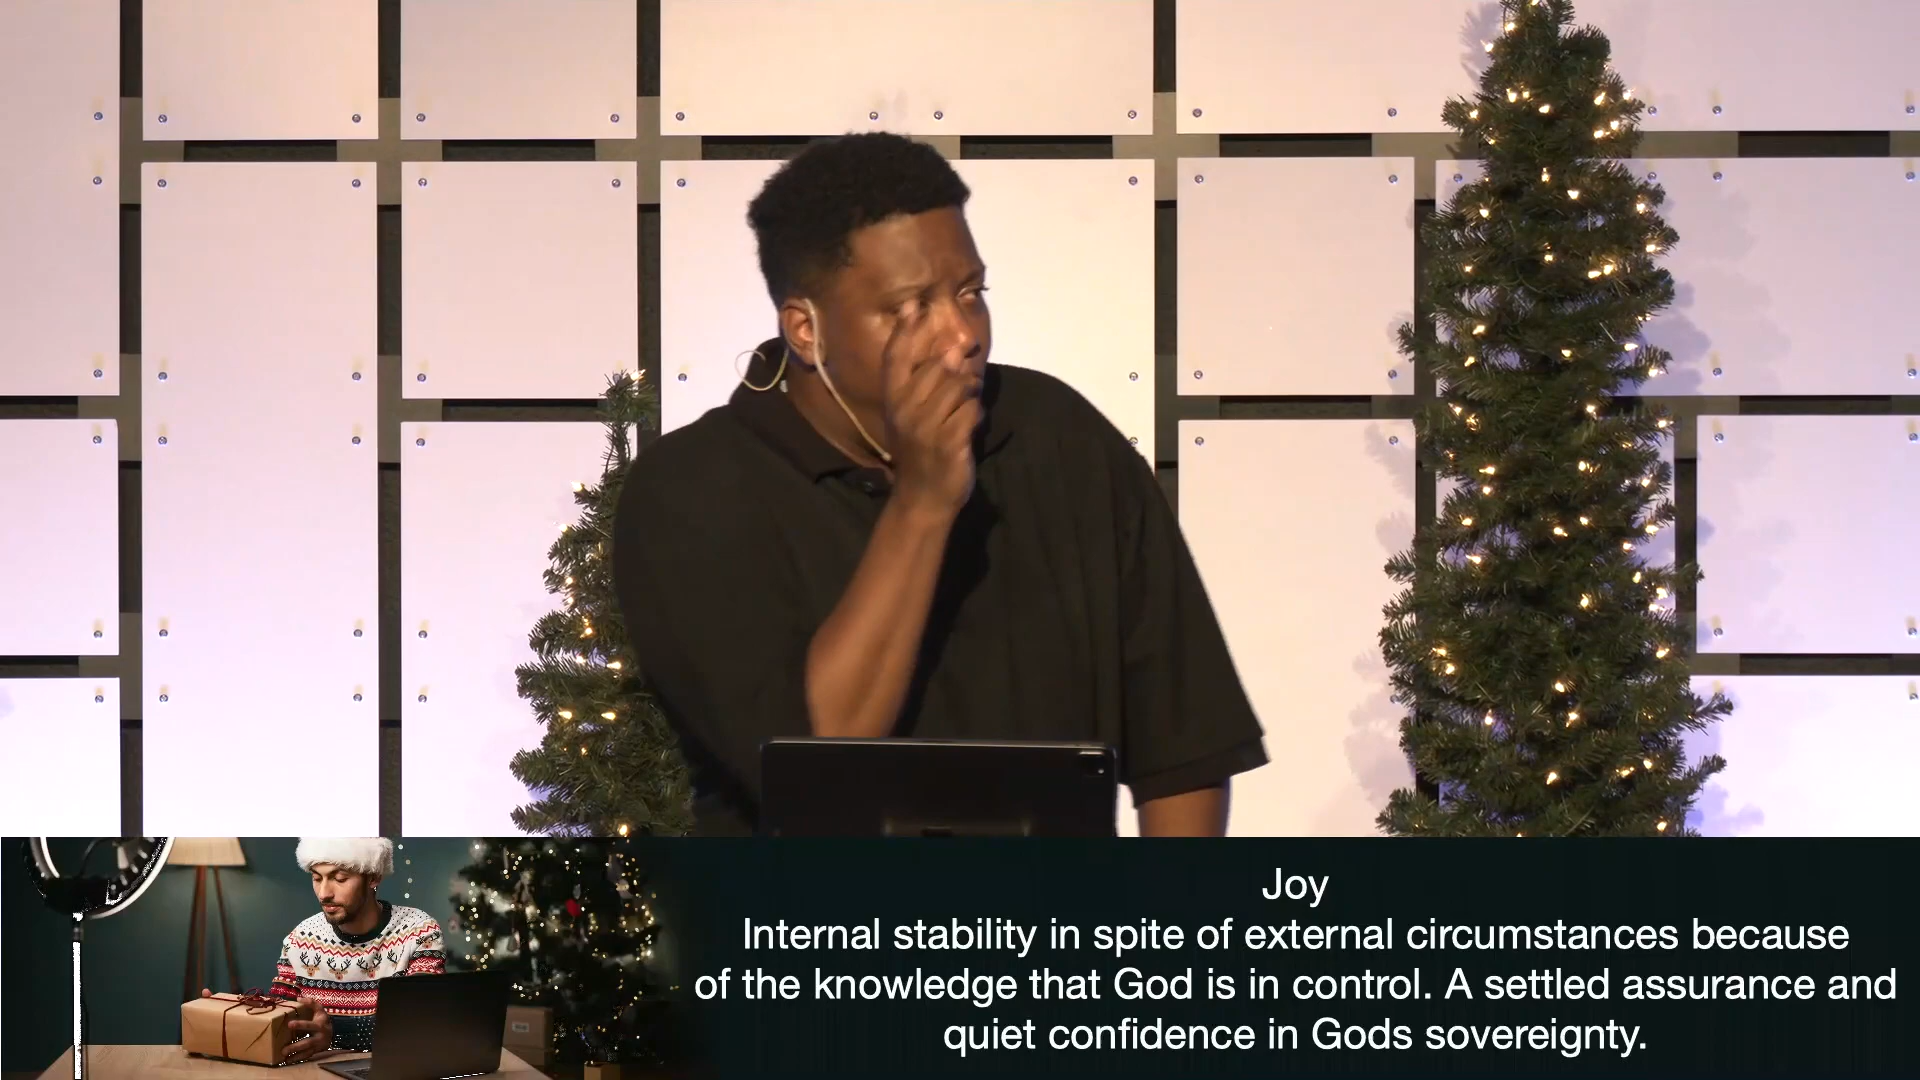 Joy
Internal stability in spite of external circumstances because
of the knowledge that God is in control. A settled assurance and
quiet confidence in Gods sovereignty.